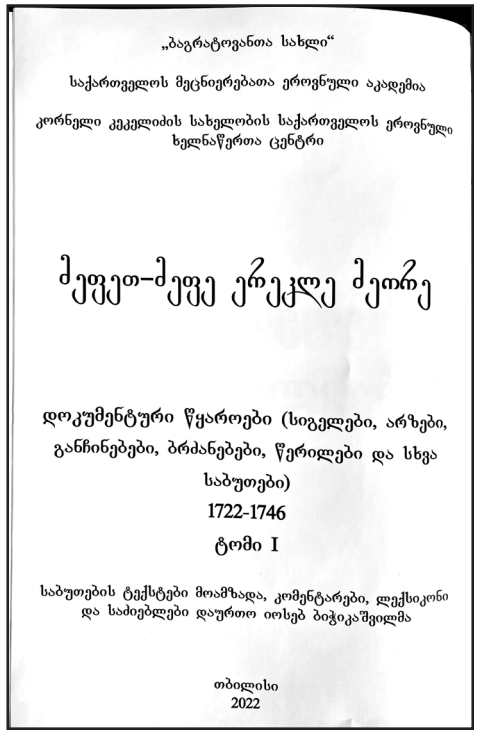 „ბაგრატოვანთა სახლი“
საქართველოს მეცნიერებათა ეროვნული აკადემია
კორნელი კეკელიძის სახელობის საქართველოს ეროვნული
ხელნაწერთა ცენტრი
მეფეთ-მეფე ერეკლე მეორე
დოკუმენტური წყაროები (სიგელები, არზები,
განჩინებები, ბრძანებები, წერილები და სხვა
საბუთები)
1722-1746
ტომი I
საბუთების ტექსტები მოამზადა, კომენტარები, ლექსიკონი
და საძიებლები დაურთო იოსებ ბიჭიკაშვილმა
თბილისი
2022